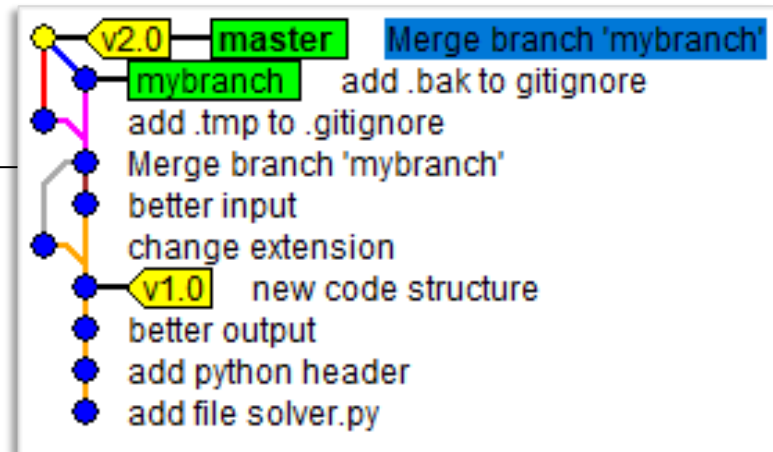 v2.0 master Merge branch 'mybranch'
mybranch add .bak to gitignore
add .tmp to .gitignore
Merge branch 'mybranch'
better input
change extension
v1.0 new code structure
better output
add python header
add file solver.py